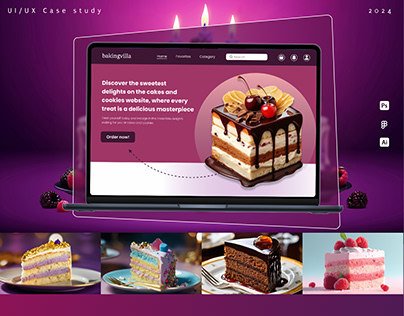 UI/UX Case study
2024
bakingvilla
Home
Favorites
Category
Search
Discover the sweetest
delights on the cakes and
cookies website, where every
treat is a delicious masterpiece
Order now!
Ps
Ai